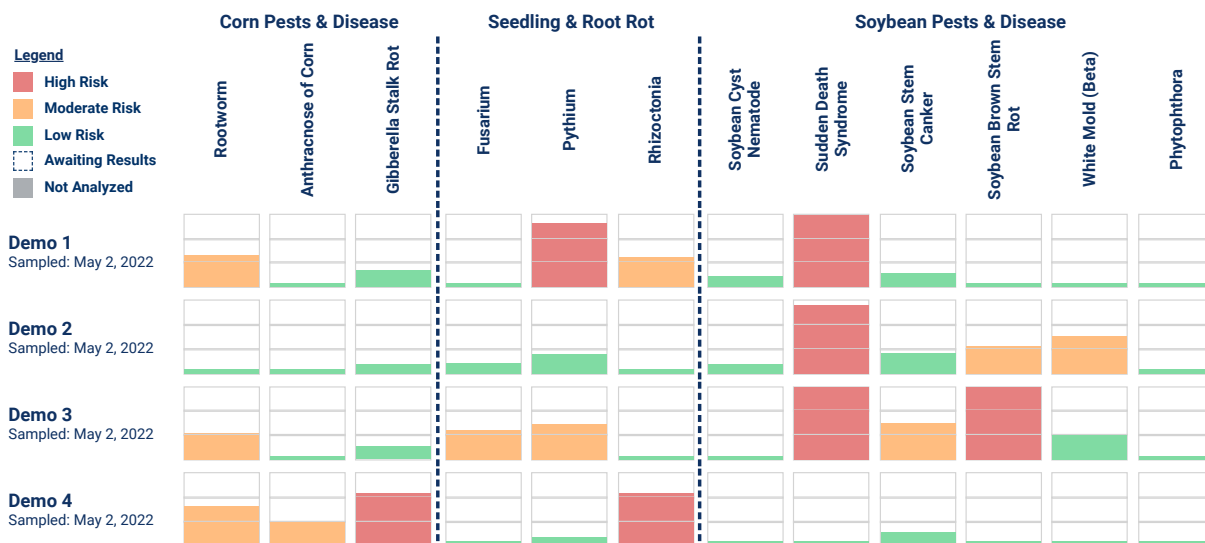 Corn Pests & Disease
Seedling & Root Rot
Soybean Pests & Disease
Legend
High Risk
Moderate Risk
Low Risk
Awaiting Results
Not Analyzed
Rootworm
Anthracnose of Corn
Gibberella Stalk Rot
Fusarium
Pythium
Rhizoctonia
Soybean Cyst
Nematode
Sudden Death
Syndrome
Soybean Stem
Canker
Soybean Brown Stem
Rot
White Mold (Beta)
Phytophthora
Demo 1
Sampled: May 2, 2022
Demo 2
Sampled: May 2, 2022
Demo 3
Sampled: May 2, 2022
Demo 4
Sampled: May 2, 2022